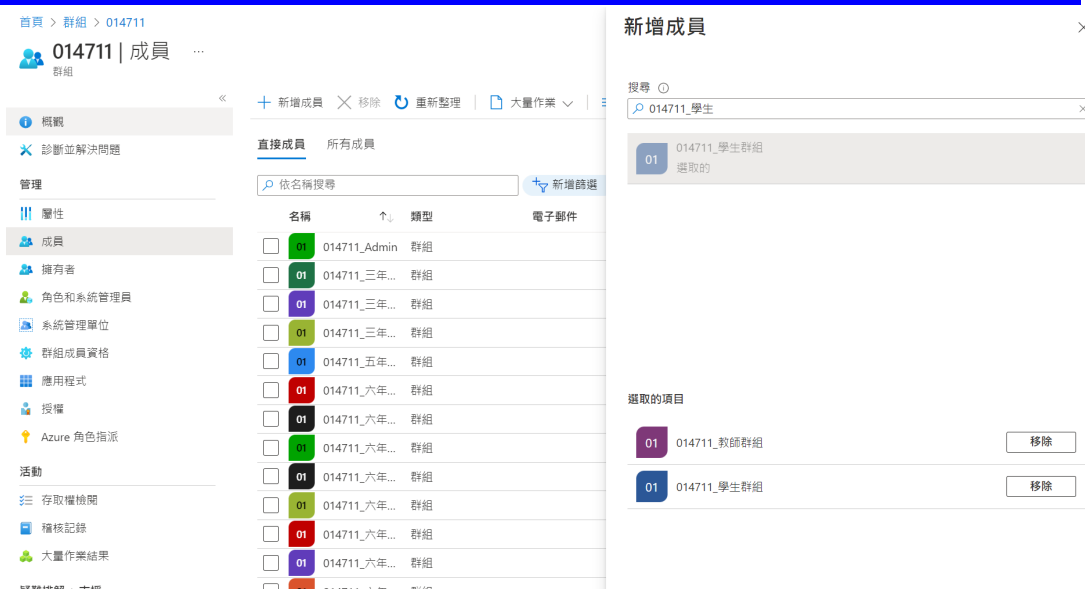 首頁 > 群組 > 014711
014711 | 成員 ...
群組
«
概觀
診斷並解決問題
管理
屬性
成員
擁有者
角色和系統管理員
系統管理單位
群組成員資格
應用程式
授權
Azure 角色指派
活動
存取權檢閱
稽核記錄
大量作業結果
新增成員 移除 重新整理 大量作業
直接成員 所有成員
依名稱搜尋 新增篩選
名稱 ↑↓ 類型 電子郵件
01 014711_Admin 群組
01 014711_三年... 群組
01 014711_三年... 群組
01 014711_三年... 群組
01 014711_五年... 群組
01 014711_六年... 群組
01 014711_六年... 群組
01 014711_六年... 群組
01 014711_六年... 群組
01 014711_六年... 群組
01 014711_六年... 群組
01 014711_六年... 群組
新增成員
搜尋
014711_學生
01 014711_學生群組
選取的
選取的項目
01 014711_教師群組 移除
01 014711_學生群組 移除